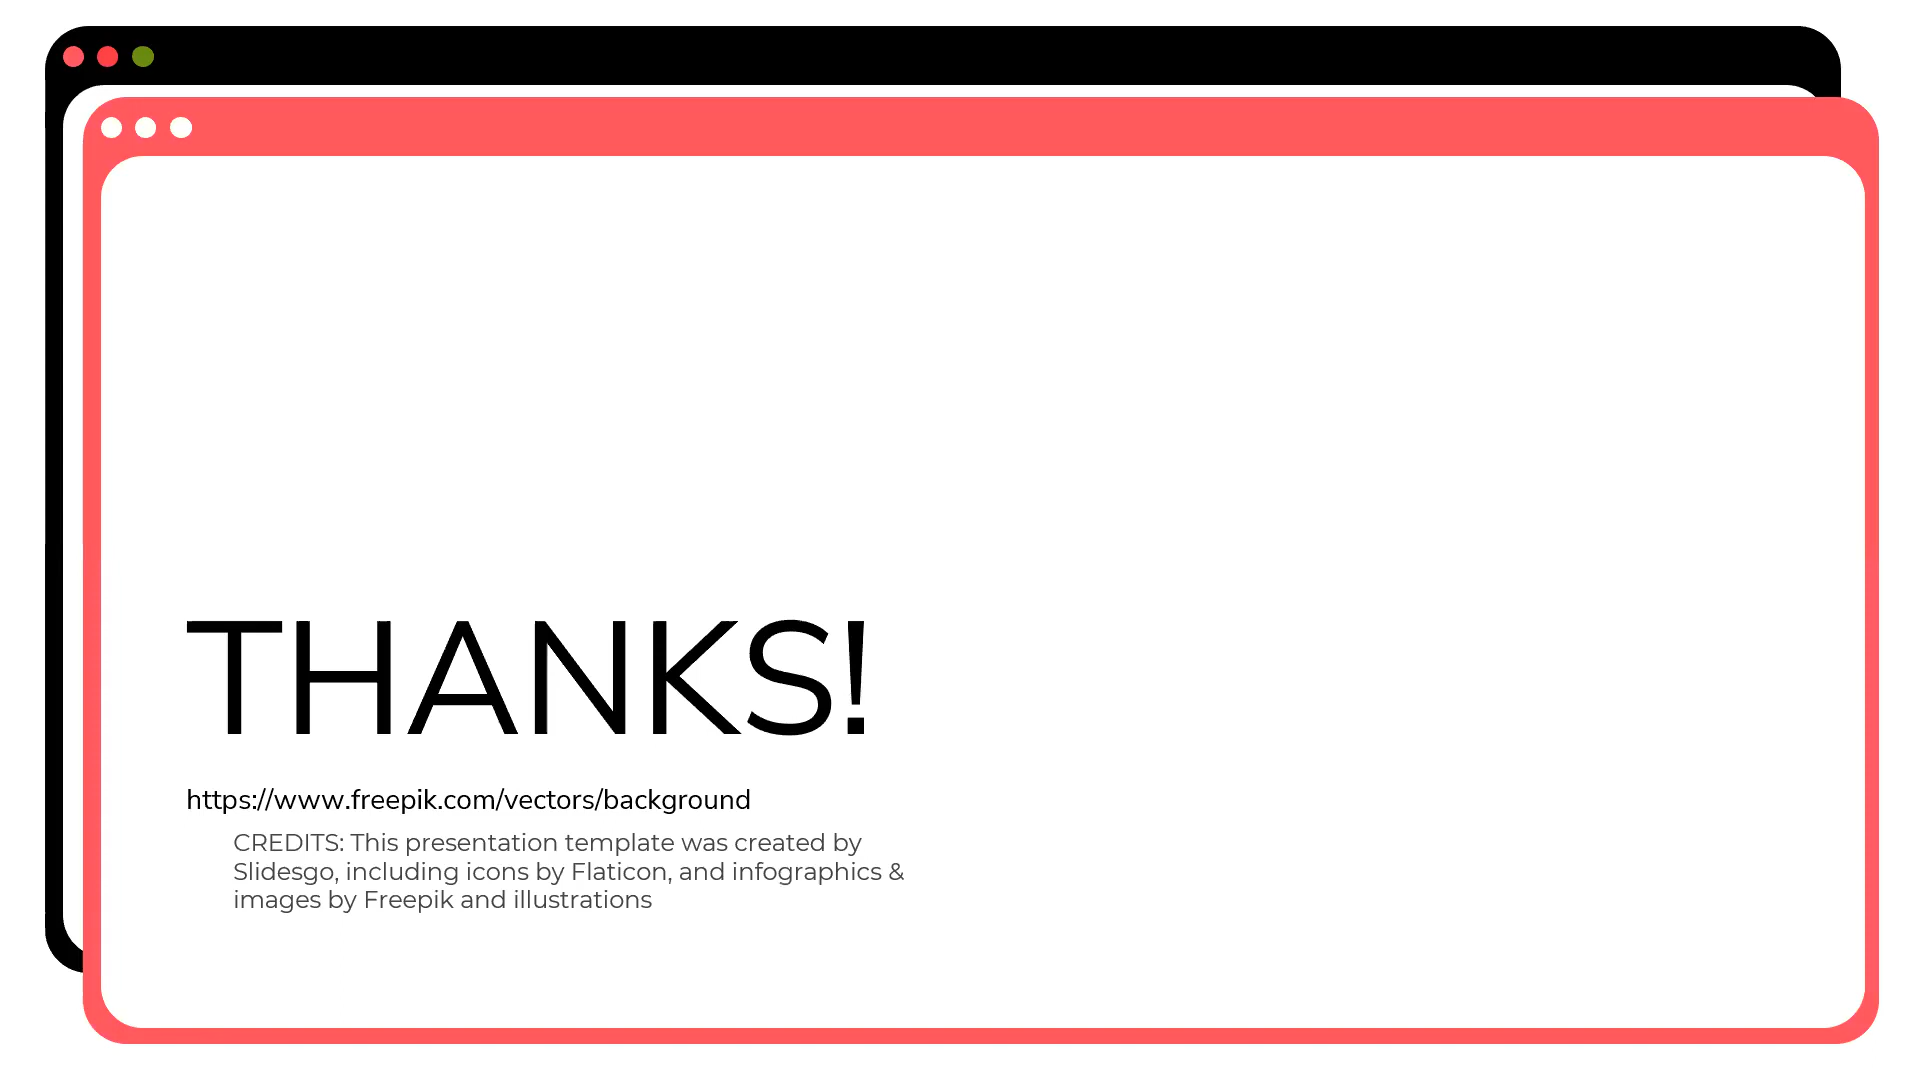 THANKS!
https://www.freepik.com/vectors/background
CREDITS: This presentation template was created by
Slidesgo, including icons by Flaticon, and infographics &
images by Freepik and illustrations